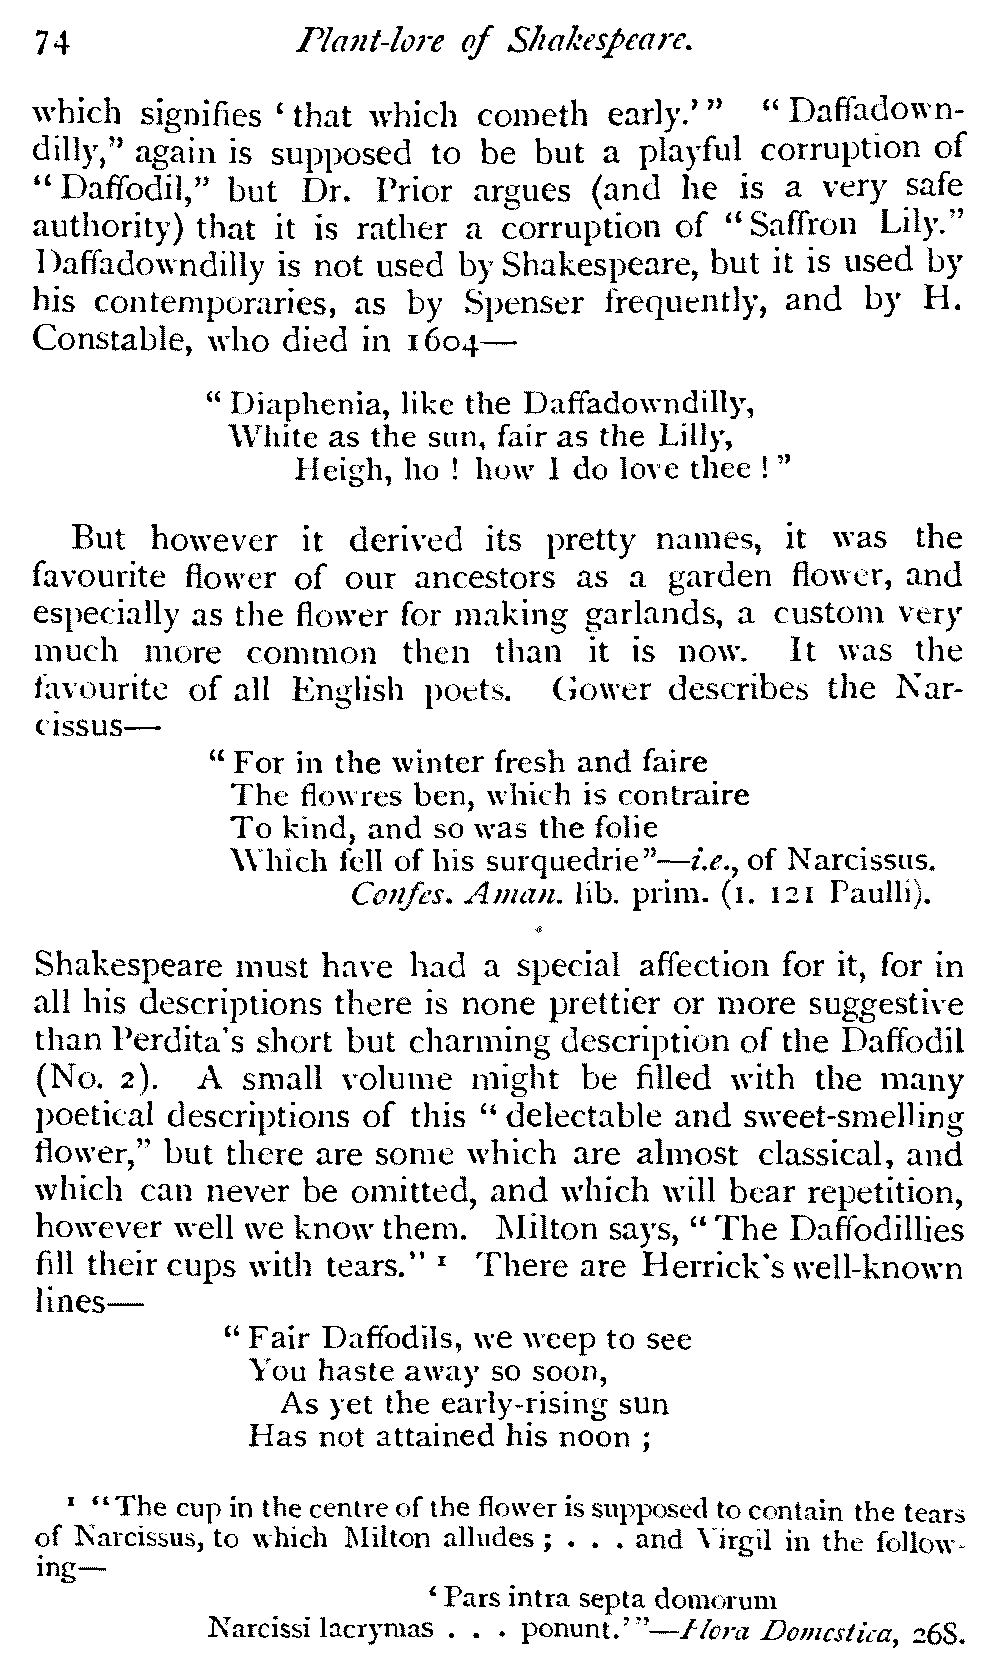 74 Plant-lore of Shakespeare.
which signifies ‘that which cometh early.’” “Daffadown-
dilly,” again is supposed to be but a playful corruption of
“Daffodil,” but Dr. Prior argues (and he is a very safe
authority) that it is rather a corruption of “Saffron Lily.”
Daffadowndilly is not used by Shakespeare, but it is used by
his contemporaries, as by Spenser frequently, and by H.
Constable, who died in 1604—
“Diaphenia, like the Daffadowndilly,
White as the sun, fair as the Lilly,
Heigh, ho! how I do love thee!”
But however it derived its pretty names, it was the
favourite flower of our ancestors as a garden flower, and
especially as the flower for making garlands, a custom very
much more common then than it is now. It was the
favourite of all English poets. Gower describes the Nar-
cissus—
“For in the winter fresh and faire
The flowres ben, which is contraire
To kind, and so was the folie
Which fell of his surquedrie”—i.e., of Narcissus.
Confes. Aman. lib. prim. (1. 121 Paulli).
Shakespeare must have had a special affection for it, for in
all his descriptions there is none prettier or more suggestive
than Perdita's short but charming description of the Daffodil
(No. 2). A small volume might be filled with the many
poetical descriptions of this “delectable and sweet-smelling
flower,” but there are some which are almost classical, and
which can never be omitted, and which will bear repetition,
however well we know them. Milton says, “The Daffodillies
fill their cups with tears.”¹ There are Herrick's well-known
lines—
“Fair Daffodils, we weep to see
You haste away so soon,
As yet the early-rising sun
Has not attained his noon;
¹ “The cup in the centre of the flower is supposed to contain the tears
of Narcissus, to which Milton alludes; . . . and Virgil in the follow-
ing—
‘Pars intra septa domorum
Narcissi lacrymas . . . ponunt.’”—Flora Domestica, 268.